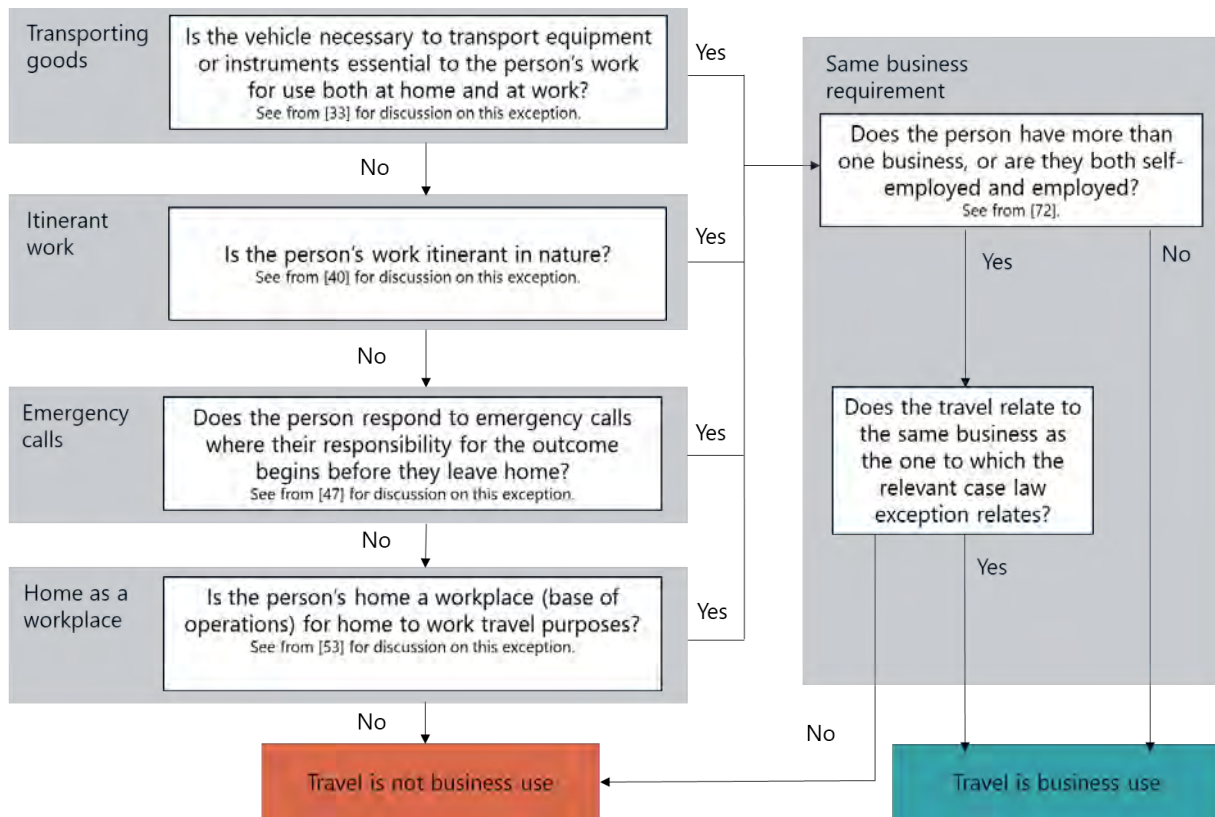 Transporting
goods
Is the vehicle necessary to transport equipment
or instruments essential to the person's work
for use both at home and at work?
See from [33] for discussion on this exception.
Yes
No
Itinerant
work
Is the person's work itinerant in nature?
See from [40] for discussion on this exception.
Yes
No
Emergency
calls
Does the person respond to emergency calls
where their responsibility for the outcome
begins before they leave home?
See from [47] for discussion on this exception.
Yes
No
Home as a
workplace
Is the person's home a workplace (base of
operations) for home to work travel purposes?
See from [53] for discussion on this exception.
Yes
No
Travel is not business use
Same business
requirement
Does the person have more than
one business, or are they both self-
employed and employed?
See from [72].
Yes
No
Does the travel relate to
the same business as
the one to which the
relevant case law
exception relates?
Yes
No
Travel is business use